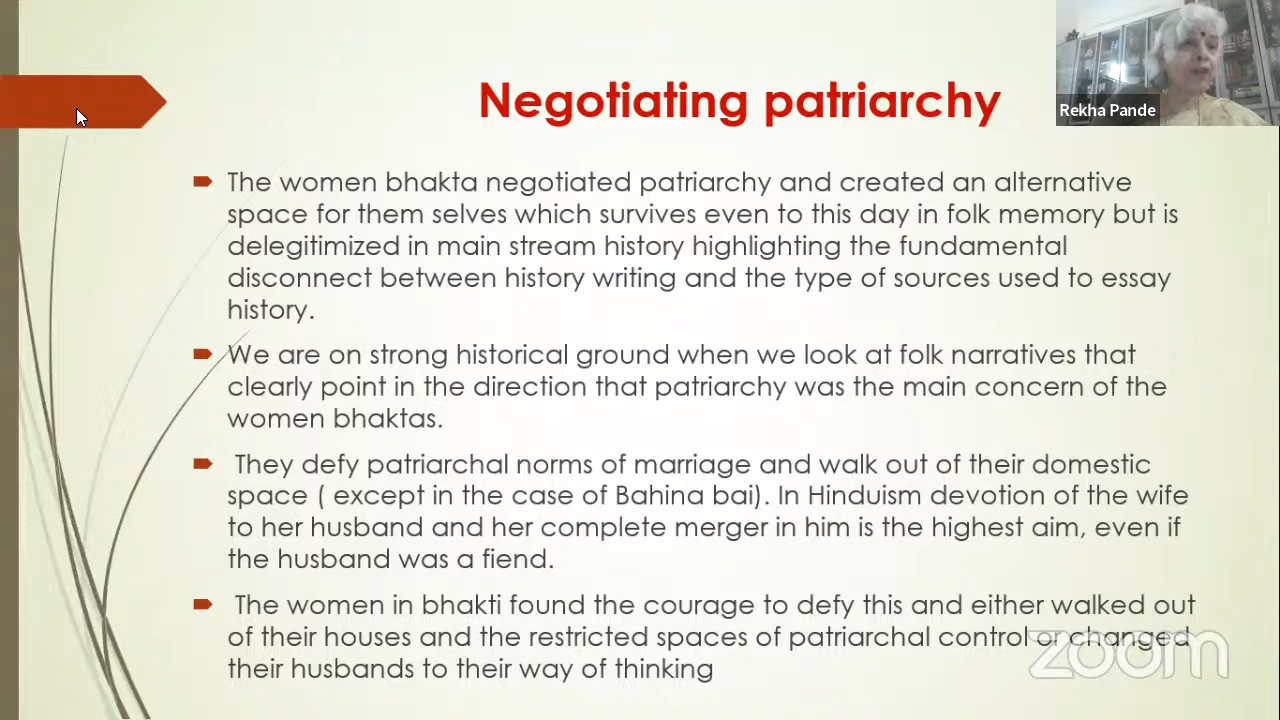 Negotiating patriarchy
Rekha Pande
The women bhakta negotiated patriarchy and created an alternative
space for them selves which survives even to this day in folk memory but is
delegitimized in main stream history highlighting the fundamental
disconnect between history writing and the type of sources used to essay
history.
We are on strong historical ground when we look at folk narratives that
clearly point in the direction that patriarchy was the main concern of the
women bhaktas.
They defy patriarchal norms of marriage and walk out of their domestic
space ( except in the case of Bahina bai). In Hinduism devotion of the wife
to her husband and her complete merger in him is the highest aim, even if
the husband was a fiend.
The women in bhakti found the courage to defy this and either walked out
of their houses and the restricted spaces of patriarchal control or changed
their husbands to their way of thinking
zoom